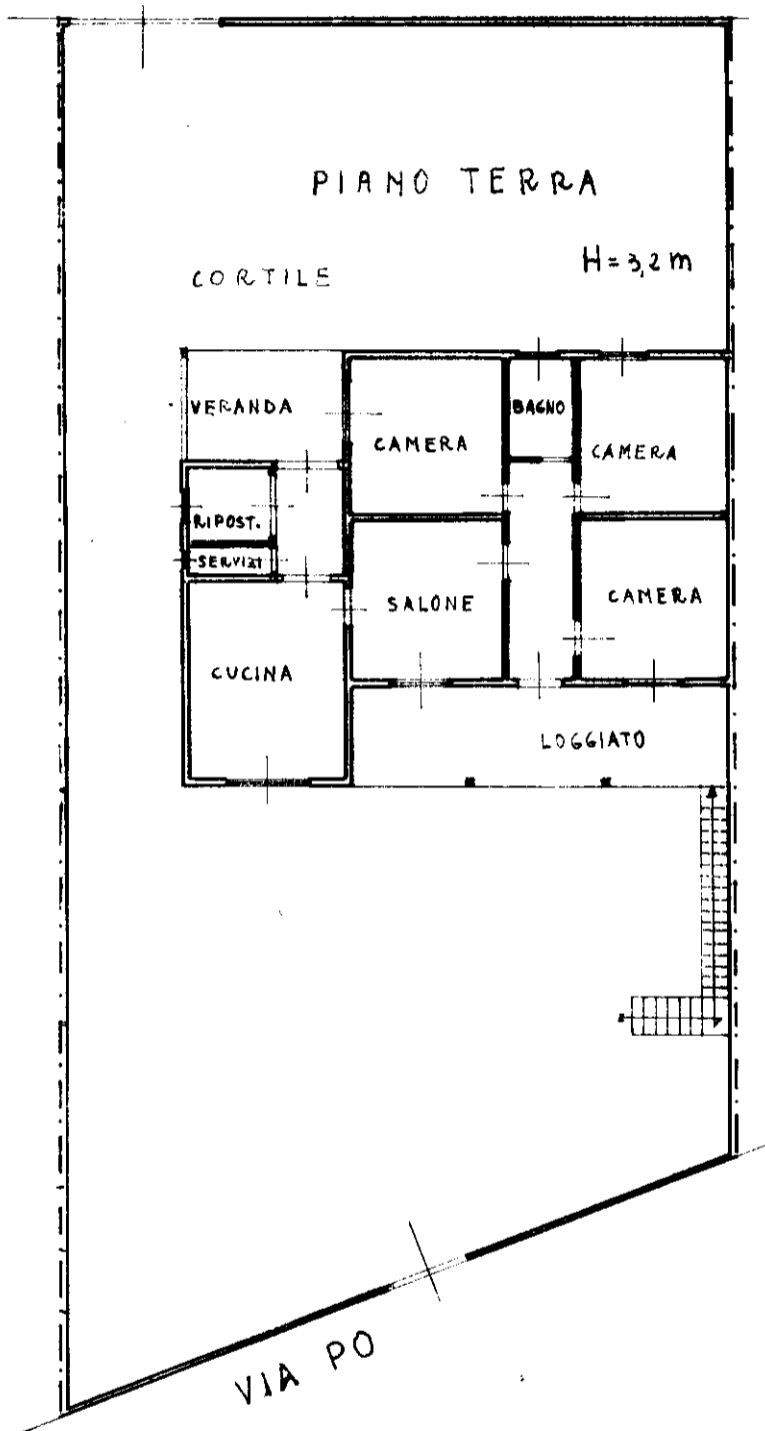 PIANO TERRA
H = 3,2 m
CORTILE
VERANDA
CAMERA
BAGNO
CAMERA
RIPOST.
SERVIZI
SALONE
CAMERA
CUCINA
LOGGIATO
VIA PO